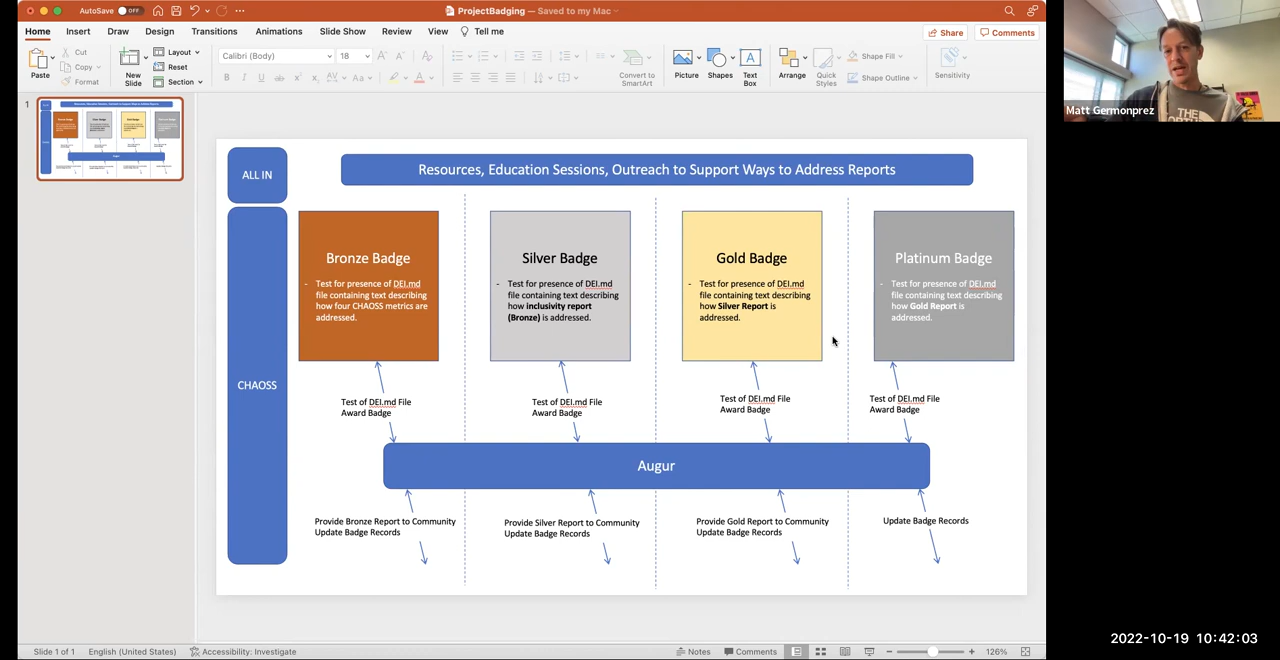 AutoSave OFF
ProjectBadging — Saved to my Mac
Home Insert Draw Design Transitions Animations Slide Show Review View Tell me
Share Comments
Paste
Cut
Copy
Format
New Slide
Layout
Reset
Section
Calibri (Body) 18
Convert to SmartArt
Picture
Shapes
Text Box
Arrange
Quick Styles
Shape Fill
Shape Outline
Sensitivity
1
ALL IN
Resources, Education Sessions, Outreach to Support Ways to Address Reports
CHAOSS
Bronze Badge
- Test for presence of DEI.md
file containing text describing
how four CHAOSS metrics are
addressed.
Silver Badge
- Test for presence of DEI.md
file containing text describing
how inclusivity report
(Bronze) is addressed.
Gold Badge
- Test for presence of DEI.md
file containing text describing
how Silver Report is
addressed.
Platinum Badge
- Test for presence of DEI.md
file containing text describing
how Gold Report is
addressed.
Test of DEI.md File
Award Badge
Test of DEI.md File
Award Badge
Test of DEI.md File
Award Badge
Test of DEI.md File
Award Badge
Augur
Provide Bronze Report to Community
Update Badge Records
Provide Silver Report to Community
Update Badge Records
Provide Gold Report to Community
Update Badge Records
Update Badge Records
Slide 1 of 1 English (United States) Accessibility: Investigate
Notes Comments 126%
Matt Germonprez
THE
2022-10-19 10:42:03